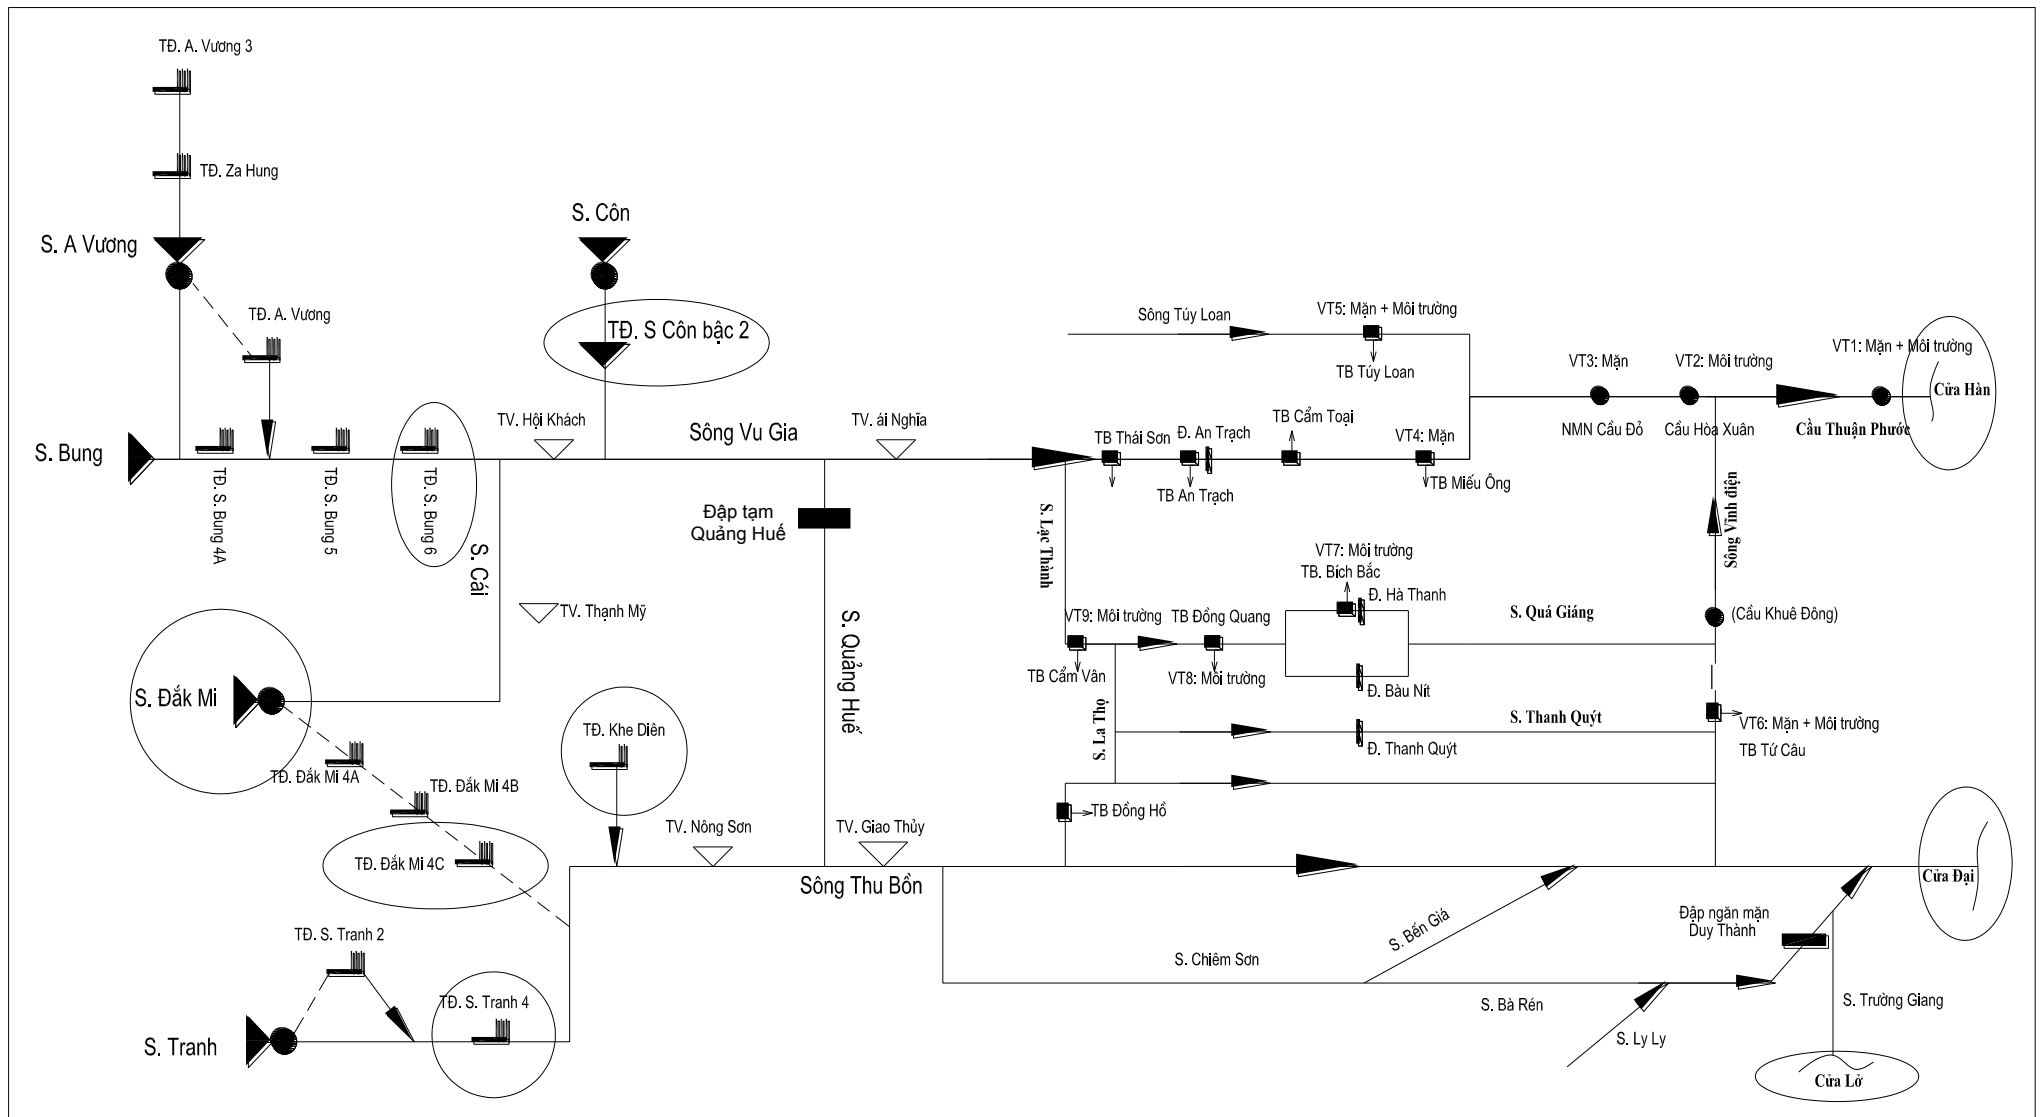 TĐ. A. Vương 3
TĐ. Za Hung
S. Côn
S. A Vương
TĐ. A. Vương
TĐ. S Côn bậc 2
Sông Túy Loan
VT5: Mặn + Môi trường
TB Túy Loan
VT3: Mặn
VT2: Môi trường
VT1: Mặn + Môi trường
Cửa Hàn
NMN Cầu Đỏ
Cầu Hòa Xuân
Cầu Thuận Phước
S. Bung
TV. Hội Khách
Sông Vu Gia
TV. ái Nghĩa
TB Thái Sơn
Đ. An Trạch
TB Cẩm Toại
VT4: Mặn
TB An Trạch
TB Miếu Ông
TĐ. S. Bung 4A
TĐ. S. Bung 5
TĐ. S. Bung 6
S. Cái
Đập tạm
Quảng Huế
S. Lạc Thành
Sông Vĩnh điện
VT7: Môi trường
TB. Bích Bắc
Đ. Hà Thanh
TV. Thạnh Mỹ
S. Quảng Huế
VT9: Môi trường
TB Đồng Quang
S. Quá Giáng
(Cầu Khuê Đông)
TB Cẩm Vân
VT8: Môi trường
Đ. Bàu Nít
S. Đắk Mi
S. La Thọ
S. Thanh Quýt
Đ. Thanh Quýt
VT6: Mặn + Môi trường
TB Tứ Câu
TĐ. Khe Diên
TĐ. Đắk Mi 4A
TĐ. Đắk Mi 4B
TB Đồng Hồ
TĐ. Đắk Mi 4C
TV. Nông Sơn
TV. Giao Thủy
Sông Thu Bồn
Cửa Đại
S. Bến Giá
Đập ngăn mặn
Duy Thành
TĐ. S. Tranh 2
S. Chiêm Sơn
TĐ. S. Tranh 4
S. Bà Rén
S. Trường Giang
S. Tranh
S. Ly Ly
Cửa Lở